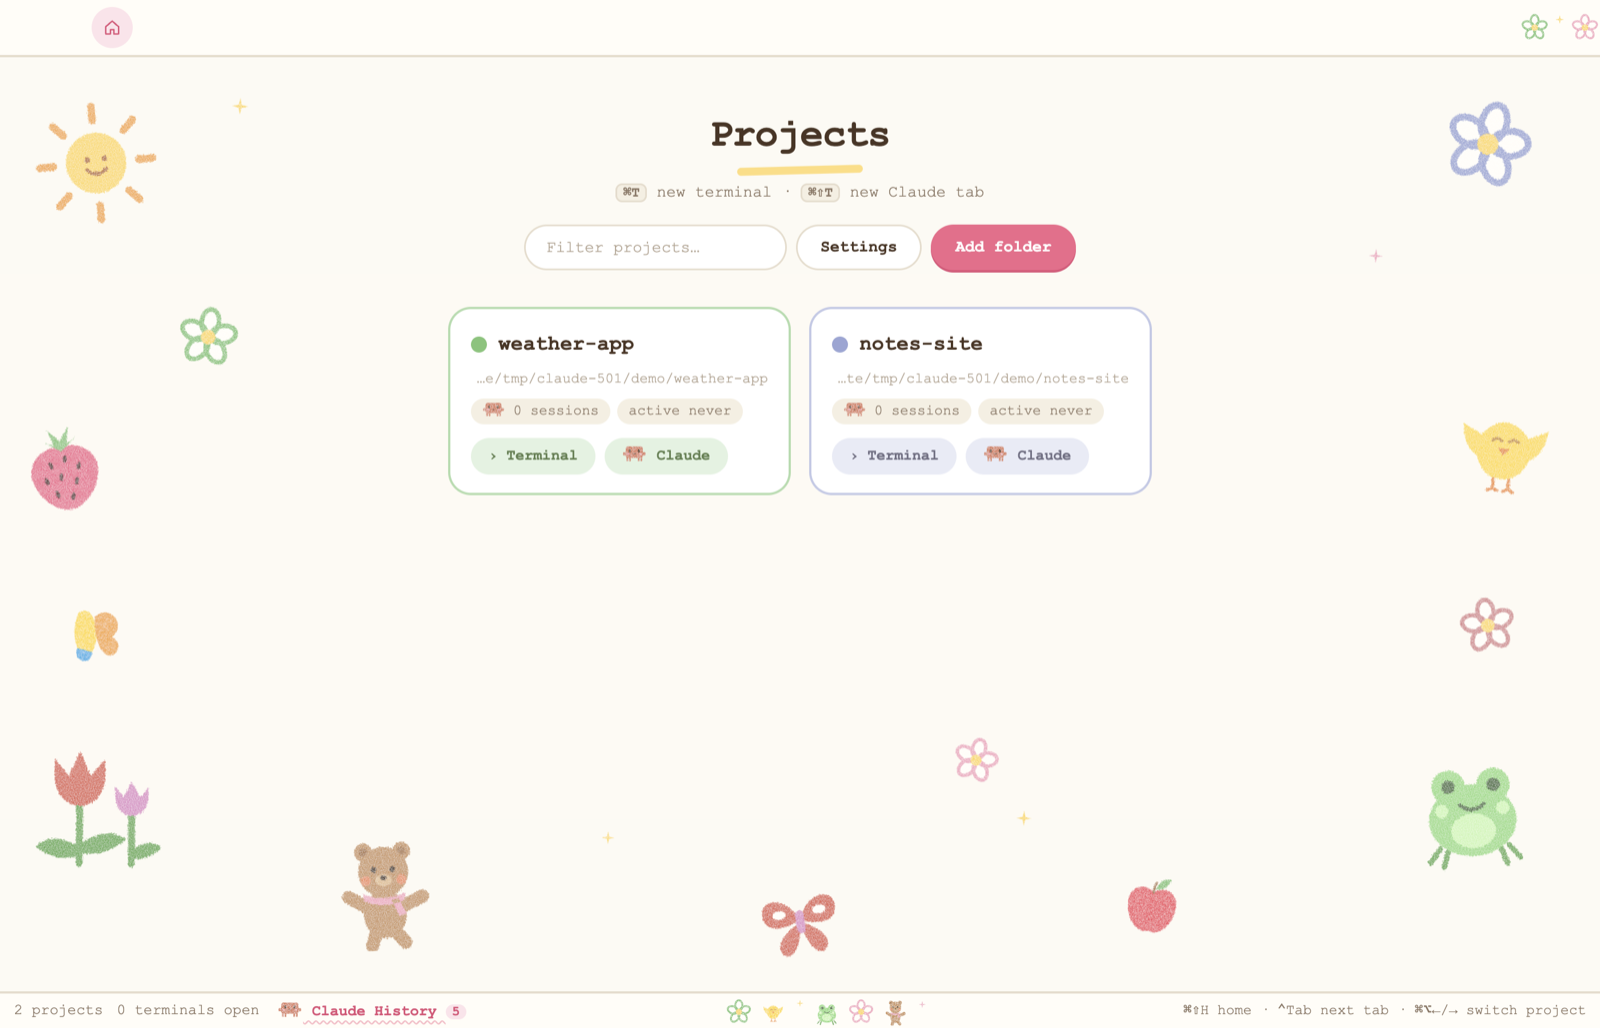 Projects
⌘T new terminal · ⌘⇧T new Claude tab
Filter projects…
Settings
Add folder
weather-app
…e/tmp/claude-501/demo/weather-app
0 sessions
active never
› Terminal
Claude
notes-site
…te/tmp/claude-501/demo/notes-site
0 sessions
active never
› Terminal
Claude
2 projects 0 terminals open
Claude History 5
⌘⇧H home · ^Tab next tab · ⌘⌥←/→ switch project